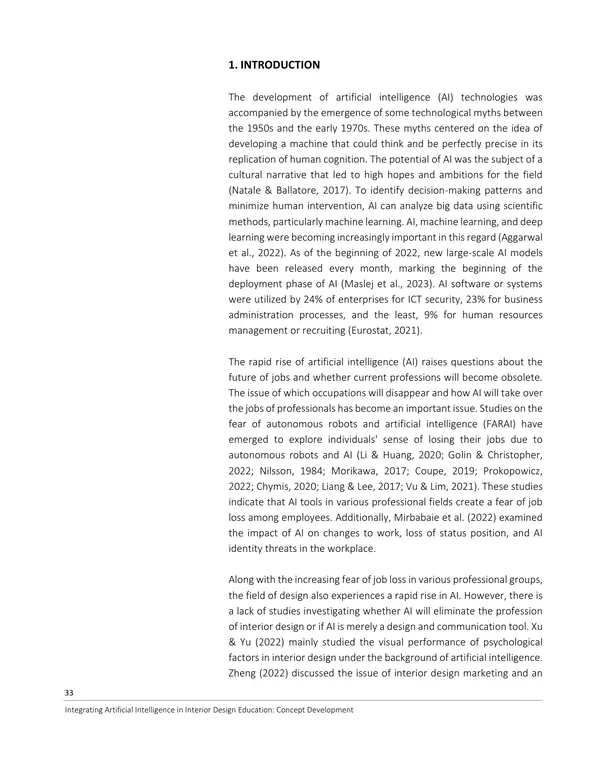 1. INTRODUCTION
The development of artificial intelligence (AI) technologies was
accompanied by the emergence of some technological myths between
the 1950s and the early 1970s. These myths centered on the idea of
developing a machine that could think and be perfectly precise in its
replication of human cognition. The potential of AI was the subject of a
cultural narrative that led to high hopes and ambitions for the field
(Natale & Ballatore, 2017). To identify decision-making patterns and
minimize human intervention, AI can analyze big data using scientific
methods, particularly machine learning. AI, machine learning, and deep
learning were becoming increasingly important in this regard (Aggarwal
et al., 2022). As of the beginning of 2022, new large-scale AI models
have been released every month, marking the beginning of the
deployment phase of AI (Maslej et al., 2023). AI software or systems
were utilized by 24% of enterprises for ICT security, 23% for business
administration processes, and the least, 9% for human resources
management or recruiting (Eurostat, 2021).
The rapid rise of artificial intelligence (AI) raises questions about the
future of jobs and whether current professions will become obsolete.
The issue of which occupations will disappear and how AI will take over
the jobs of professionals has become an important issue. Studies on the
fear of autonomous robots and artificial intelligence (FARAI) have
emerged to explore individuals' sense of losing their jobs due to
autonomous robots and AI (Li & Huang, 2020; Golin & Christopher,
2022; Nilsson, 1984; Morikawa, 2017; Coupe, 2019; Prokopowicz,
2022; Chymis, 2020; Liang & Lee, 2017; Vu & Lim, 2021). These studies
indicate that AI tools in various professional fields create a fear of job
loss among employees. Additionally, Mirbabaie et al. (2022) examined
the impact of AI on changes to work, loss of status position, and AI
identity threats in the workplace.
Along with the increasing fear of job loss in various professional groups,
the field of design also experiences a rapid rise in AI. However, there is
a lack of studies investigating whether AI will eliminate the profession
of interior design or if AI is merely a design and communication tool. Xu
& Yu (2022) mainly studied the visual performance of psychological
factors in interior design under the background of artificial intelligence.
Zheng (2022) discussed the issue of interior design marketing and an
33
Integrating Artificial Intelligence in Interior Design Education: Concept Development